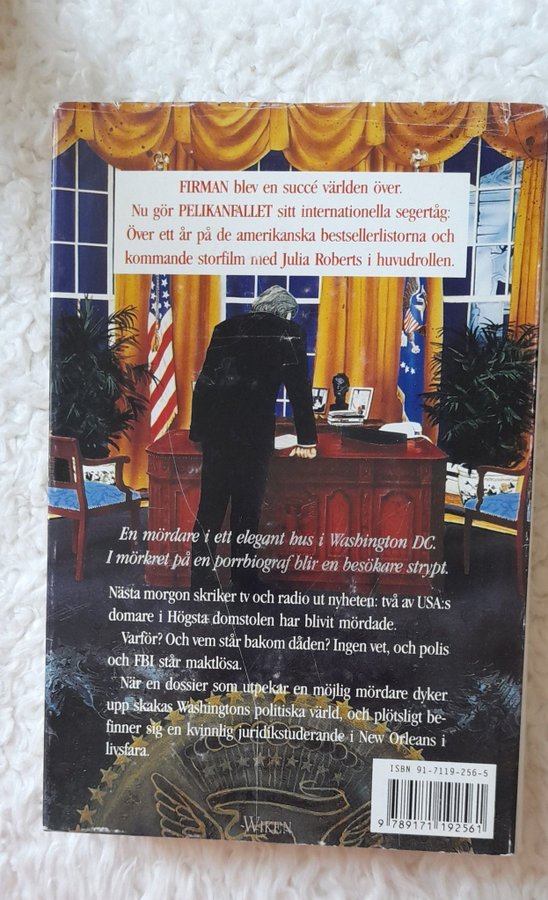 FIRMAN blev en succé världen över.
Nu gör PELIKANFALLET sitt internationella segertåg:
Över ett år på de amerikanska bestsellerlistorna och
kommande storfilm med Julia Roberts i huvudrollen.
En mördare i ett elegant hus i Washington DC.
I mörkret på en porrbiograf blir en besökare strypt.
Nästa morgon skriker tv och radio ut nyheten: två av USA:s
domare i Högsta domstolen har blivit mördade.
Varför? Och vem står bakom dåden? Ingen vet, och polis
och FBI står maktlösa.
När en dossier som utpekar en möjlig mördare dyker
upp skakas Washingtons politiska värld, och plötsligt be-
finner sig en kvinnlig juridikstuderande i New Orleans i
livsfara.
ISBN 91-7119-256-5
9 789171 192561
WIKEN